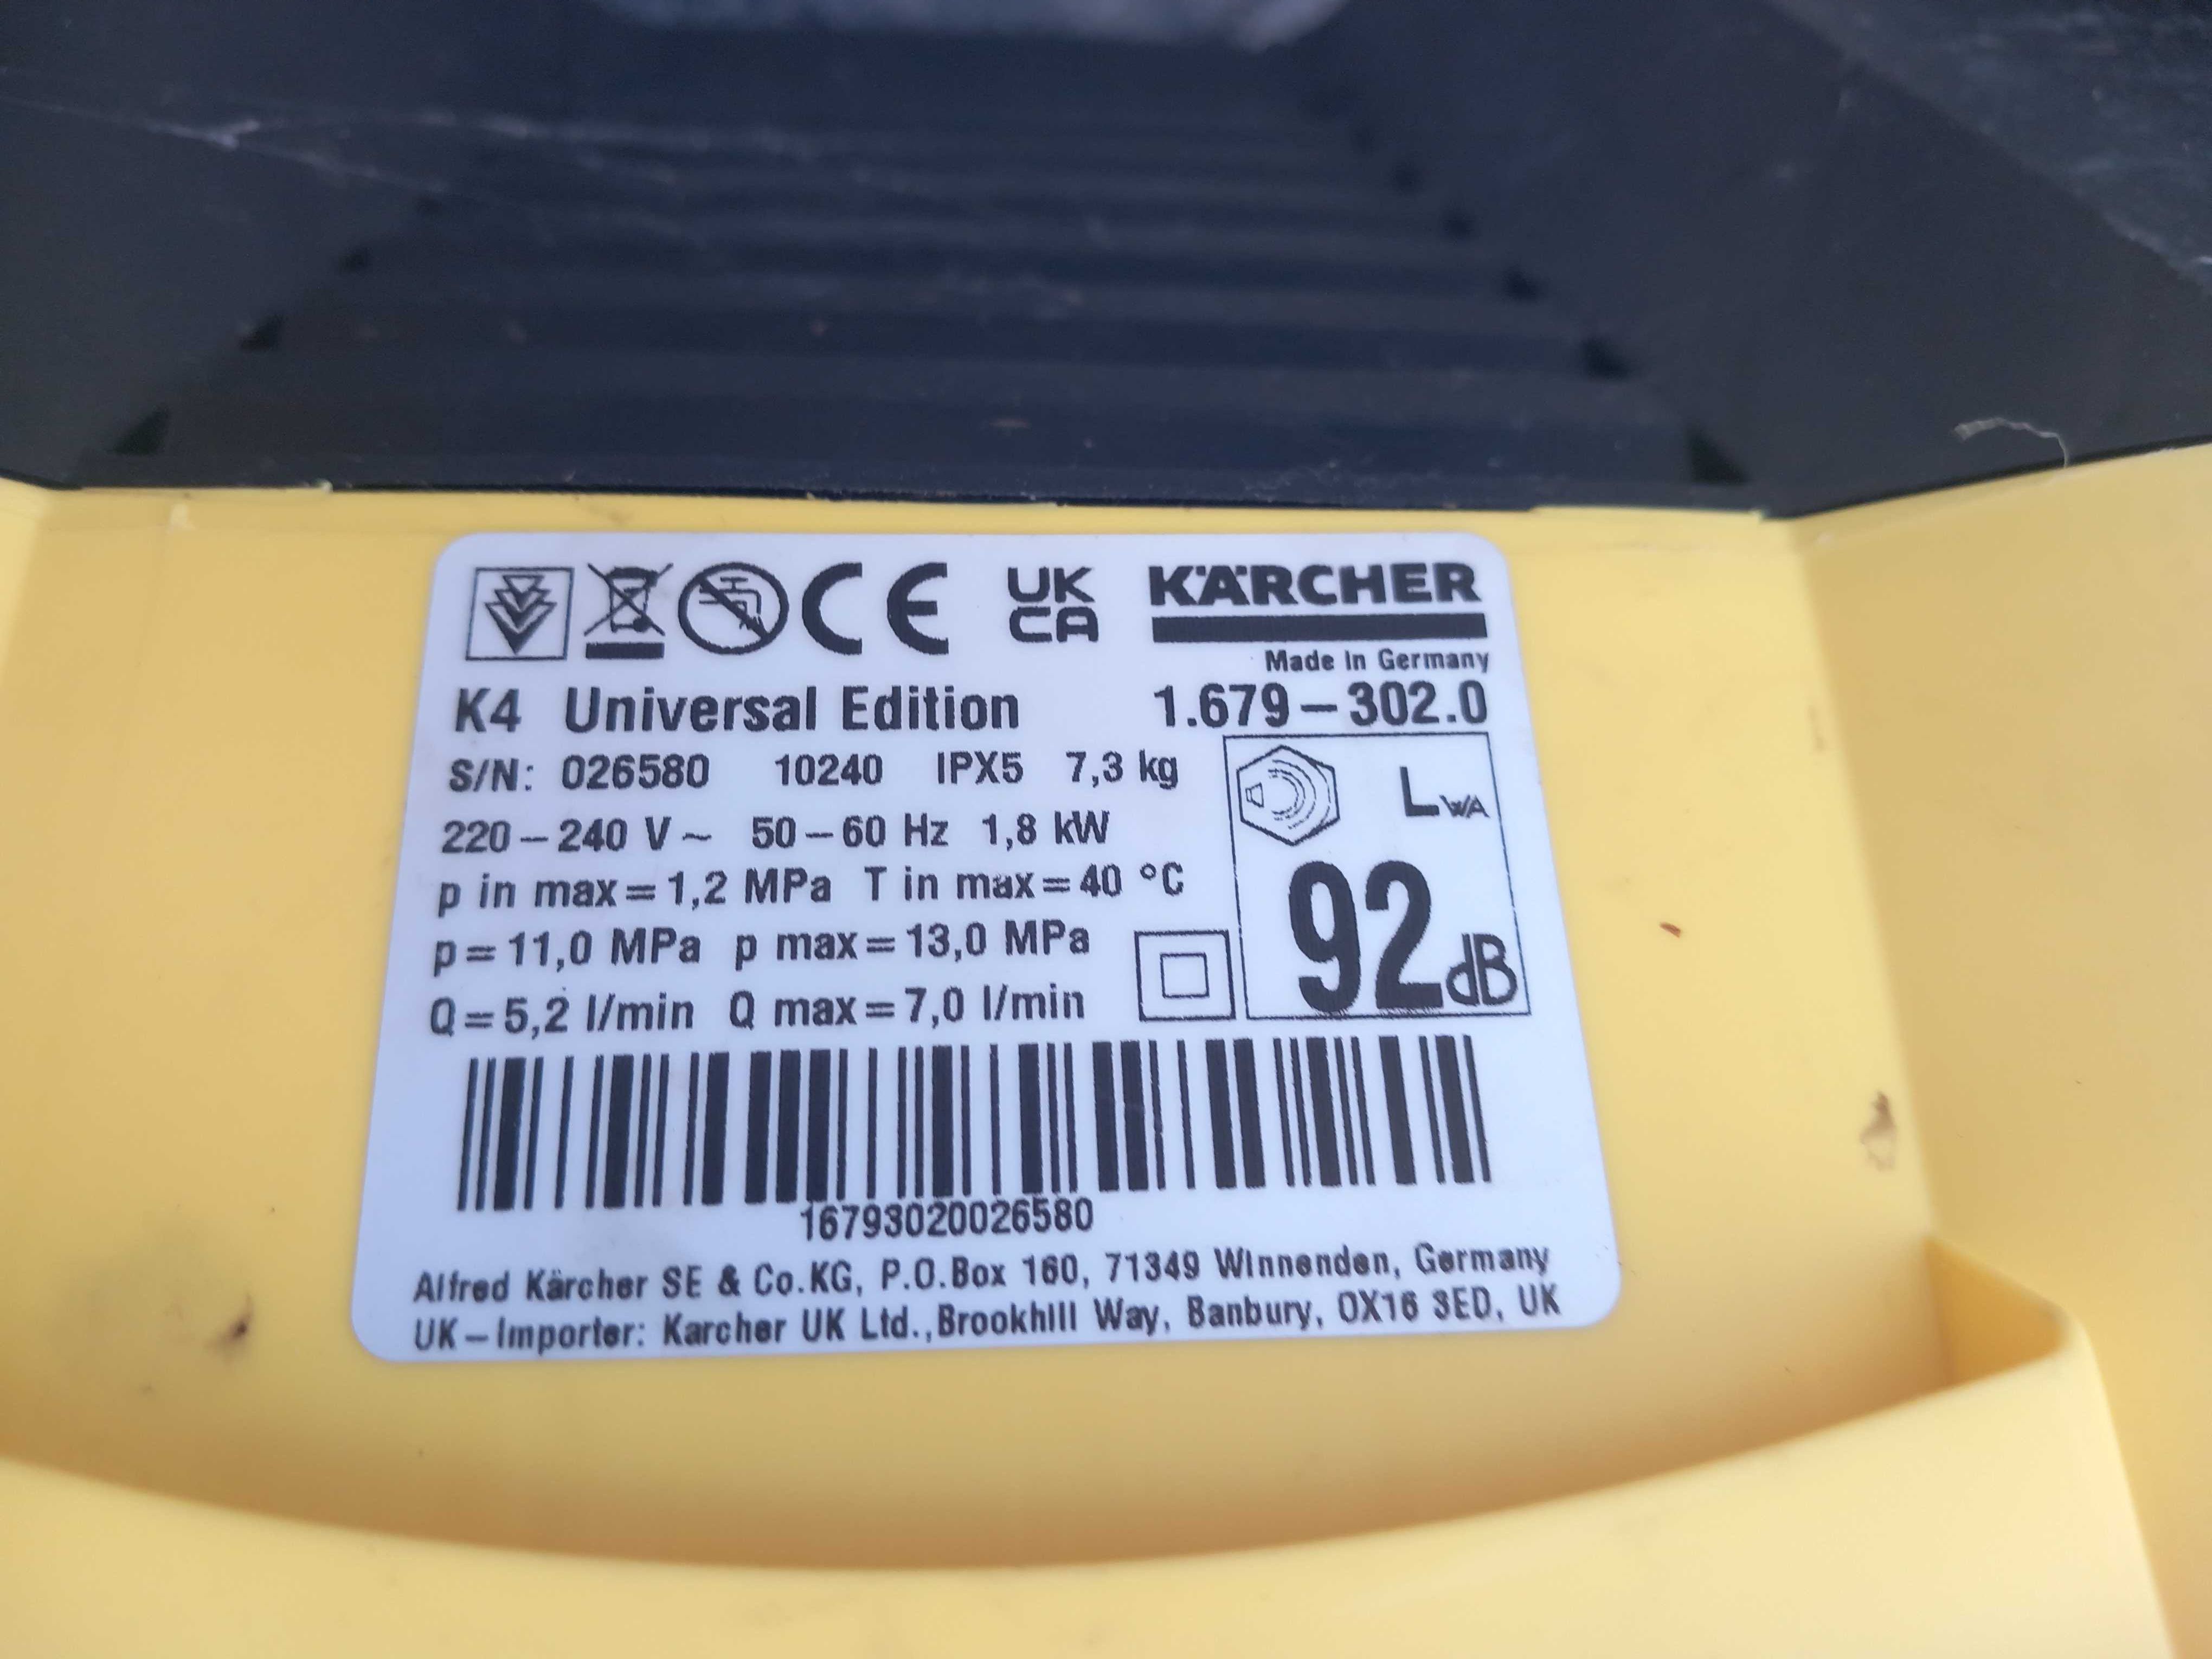 CE UK CA KÄRCHER
Made in Germany
K4 Universal Edition 1.679-302.0
S/N: 026580 10240 IPX5 7,3 kg
220-240 V~ 50-60 Hz 1,8 kW
p in max=1,2 MPa T in max=40 °C
p=11,0 MPa p max=13,0 MPa
Q=5,2 l/min Q max=7,0 l/min
LWA
92 dB
16793020026580
Alfred Kärcher SE & Co.KG, P.O.Box 160, 71349 Winnenden, Germany
UK-Importer: Karcher UK Ltd.,Brookhill Way, Banbury, OX16 3ED, UK